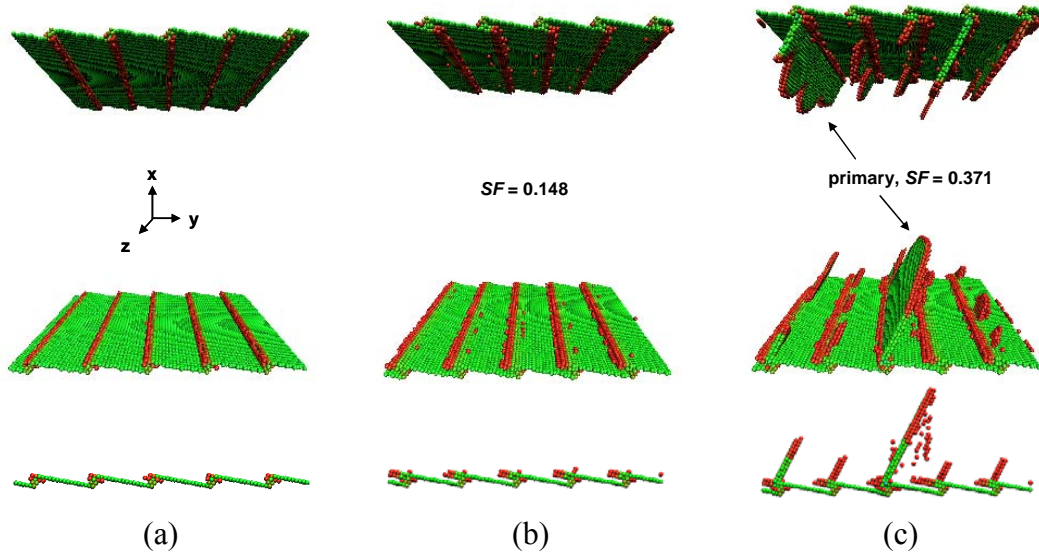 x
y
z
SF = 0.148
primary, SF = 0.371
(a)
(b)
(c)